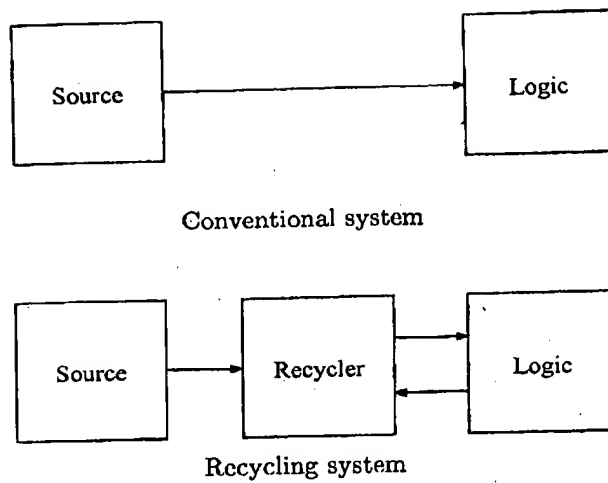 Source
Logic
Conventional system
Source
Recycler
Logic
Recycling system